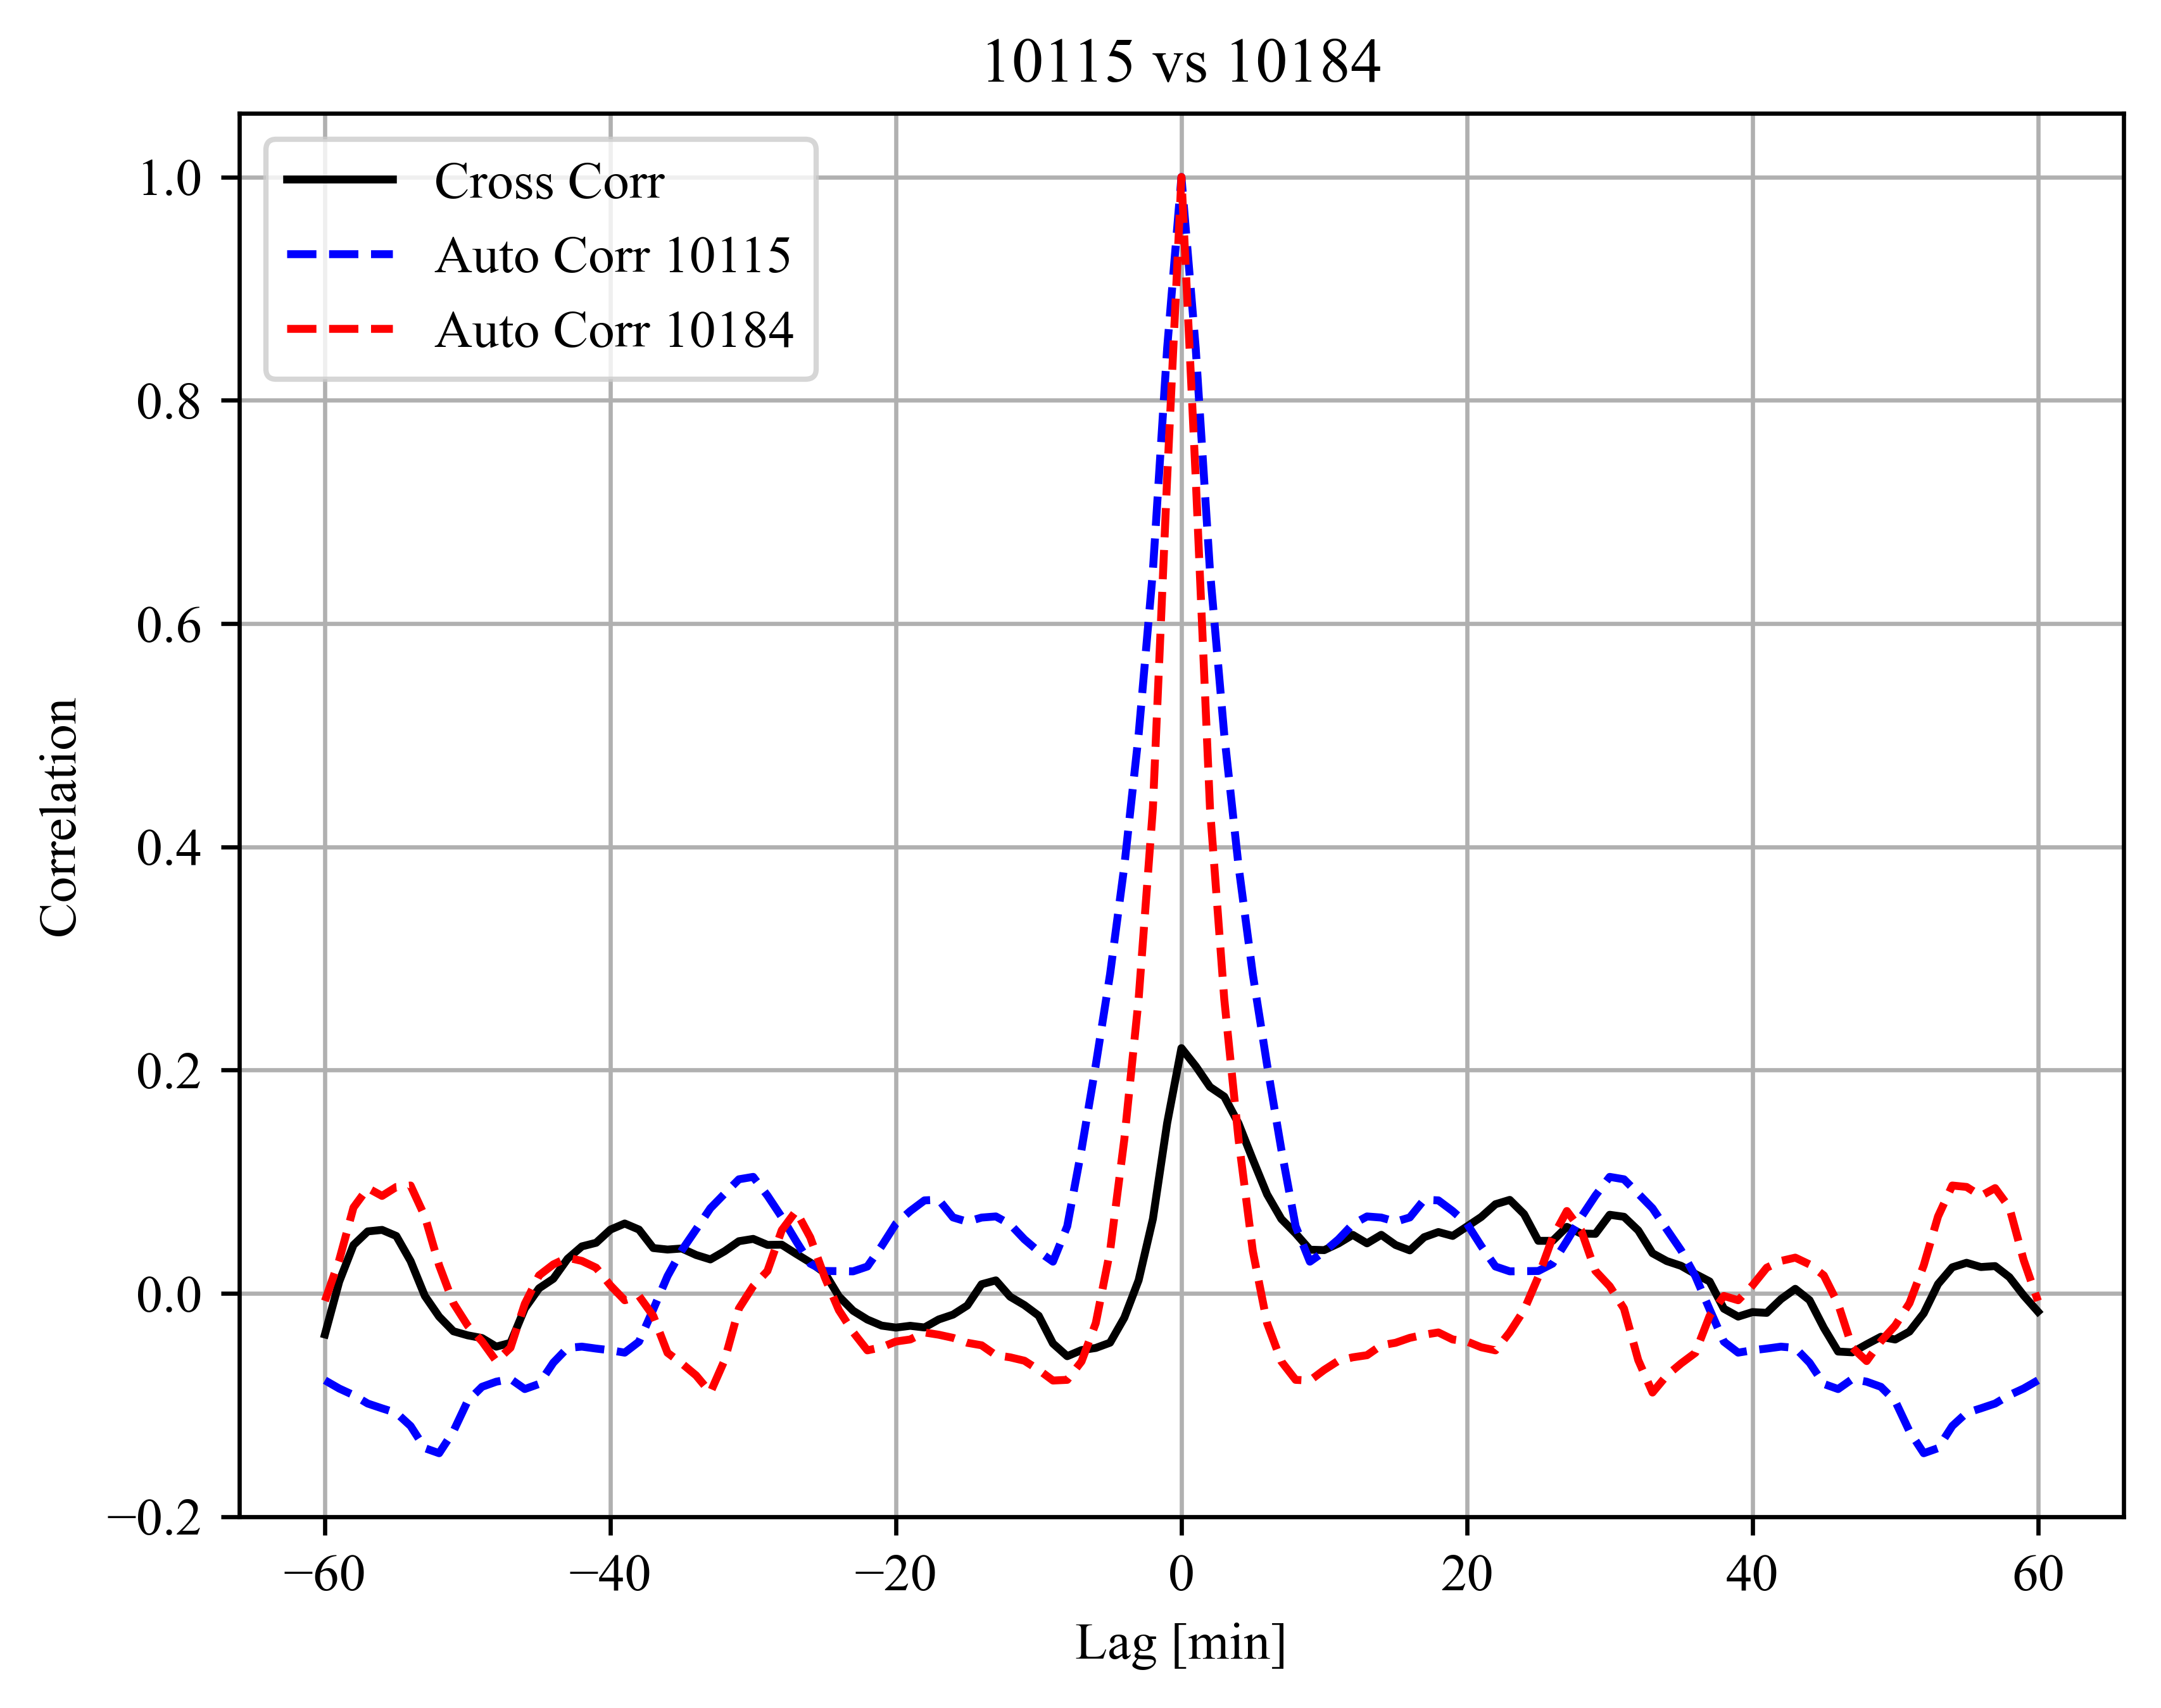 10115 vs 10184
Cross Corr
Auto Corr 10115
Auto Corr 10184
1.0
0.8
0.6
0.4
0.2
0.0
−0.2
Correlation
−60 −40 −20 0 20 40 60
Lag [min]